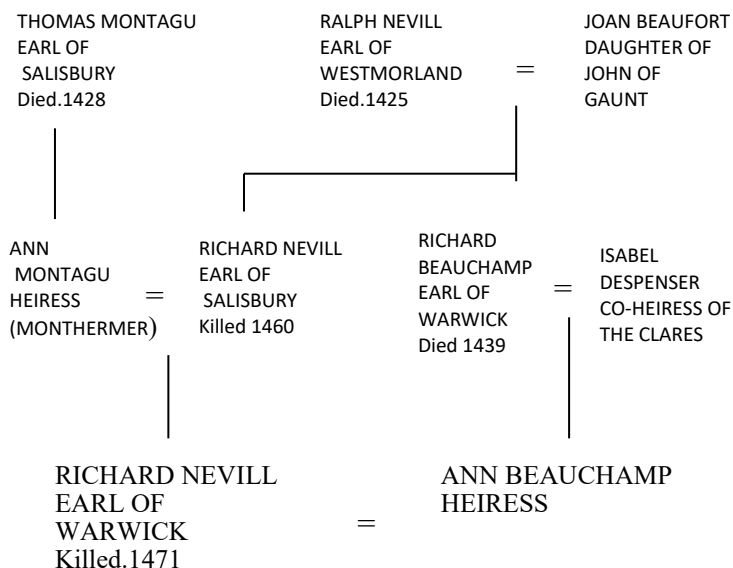 THOMAS MONTAGU
EARL OF
SALISBURY
Died.1428
RALPH NEVILL
EARL OF
WESTMORLAND
Died.1425
=
JOAN BEAUFORT
DAUGHTER OF
JOHN OF
GAUNT
ANN
MONTAGU
HEIRESS
(MONTHERMER)
=
RICHARD NEVILL
EARL OF
SALISBURY
Killed 1460
RICHARD
BEAUCHAMP
EARL OF
WARWICK
Died 1439
=
ISABEL
DESPENSER
CO-HEIRESS OF
THE CLARES
RICHARD NEVILL
EARL OF
WARWICK
Killed.1471
=
ANN BEAUCHAMP
HEIRESS